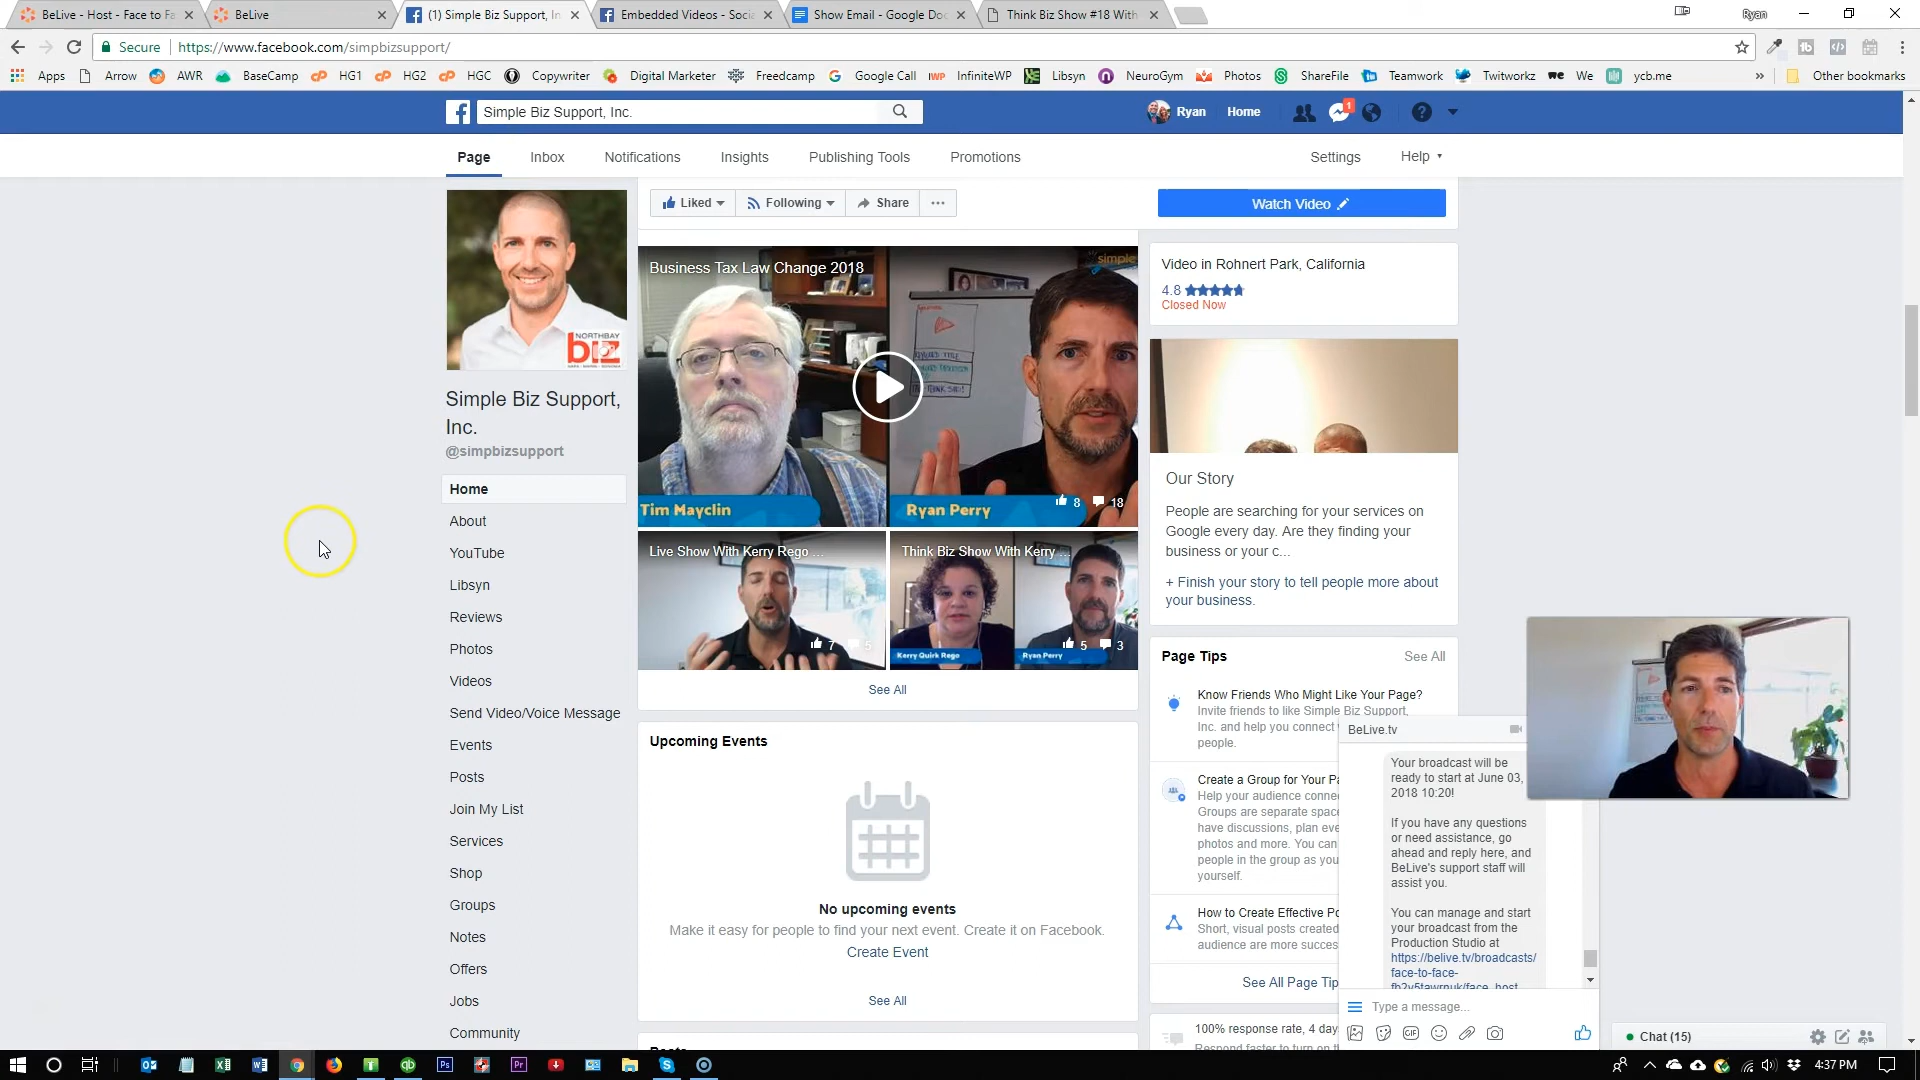 BeLive - Host - Face to Fa
BeLive
(1) Simple Biz Support, In
Embedded Videos - Socia
Show Email - Google Doc
Think Biz Show #18 With
Ryan
Secure
https://www.facebook.com/simpbizsupport/
Apps
Arrow
AWR
BaseCamp
HG1
HG2
HGC
Copywriter
Digital Marketer
Freedcamp
Google Call
InfiniteWP
Libsyn
NeuroGym
Photos
ShareFile
Teamwork
Twitworkz
We
ycb.me
»
Other bookmarks
Simple Biz Support, Inc.
Ryan
Home
1
Page
Inbox
Notifications
Insights
Publishing Tools
Promotions
Settings
Help
NORTHBAY
biz
Simple Biz Support,
Inc.
@simpbizsupport
Home
About
YouTube
Libsyn
Reviews
Photos
Videos
Send Video/Voice Message
Events
Posts
Join My List
Services
Shop
Groups
Notes
Offers
Jobs
Community
Liked
Following
Share
Watch Video
Business Tax Law Change 2018
simple
Tim Mayclin
Ryan Perry
8
18
Live Show With Kerry Rego ...
7
5
Think Biz Show With Kerry ...
Kerry Quirk Rego
Ryan Perry
5
3
See All
Upcoming Events
No upcoming events
Make it easy for people to find your next event. Create it on Facebook.
Create Event
See All
Video in Rohnert Park, California
4.8
Closed Now
Our Story
People are searching for your services on
Google every day. Are they finding your
business or your c...
+ Finish your story to tell people more about
your business.
Page Tips
See All
Know Friends Who Might Like Your Page?
Invite friends to like Simple Biz Support,
Inc. and help you connect
people.
Create a Group for Your Pa
Help your audience conne
Groups are separate space
have discussions, plan eve
photos and more. You can
people in the group as you
yourself.
How to Create Effective Po
Short, visual posts created
audience are more succes
See All Page Tip
100% response rate, 4 days
BeLive.tv
Your broadcast will be
ready to start at June 03,
2018 10:20!
If you have any questions
or need assistance, go
ahead and reply here, and
BeLive's support staff will
assist you.
You can manage and start
your broadcast from the
Production Studio at
https://belive.tv/broadcasts/
face-to-face-
Type a message...
Chat (15)
4:37 PM